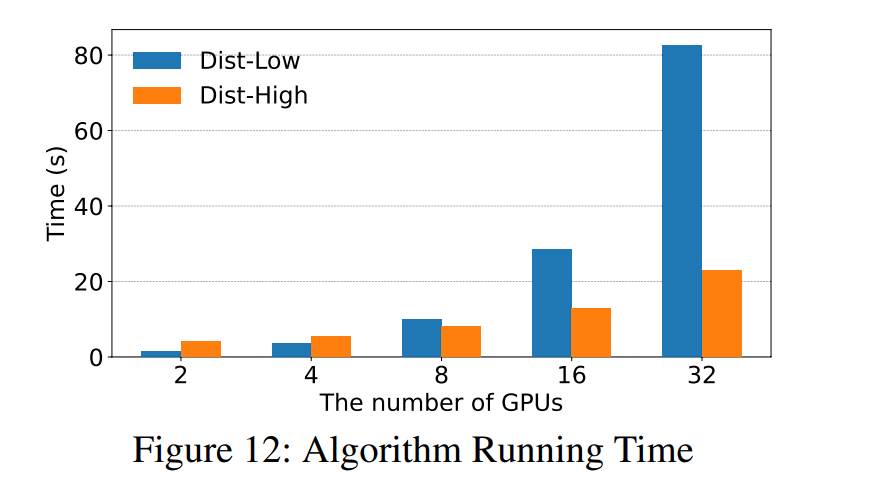 Dist-Low
Dist-High
80
60
40
20
0
Time (s)
2 4 8 16 32
The number of GPUs
Figure 12: Algorithm Running Time